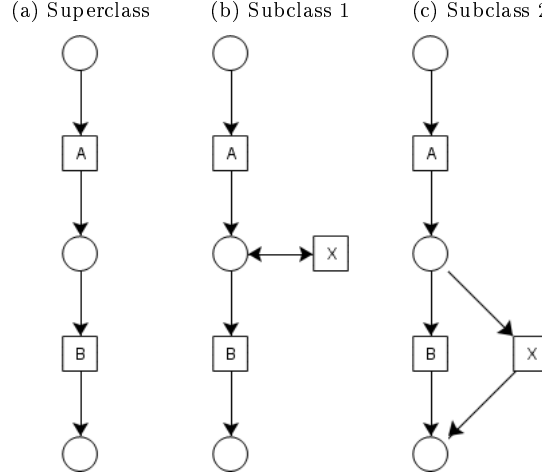 (a) Superclass (b) Subclass 1 (c) Subclass 2
A A A
X
B B B X